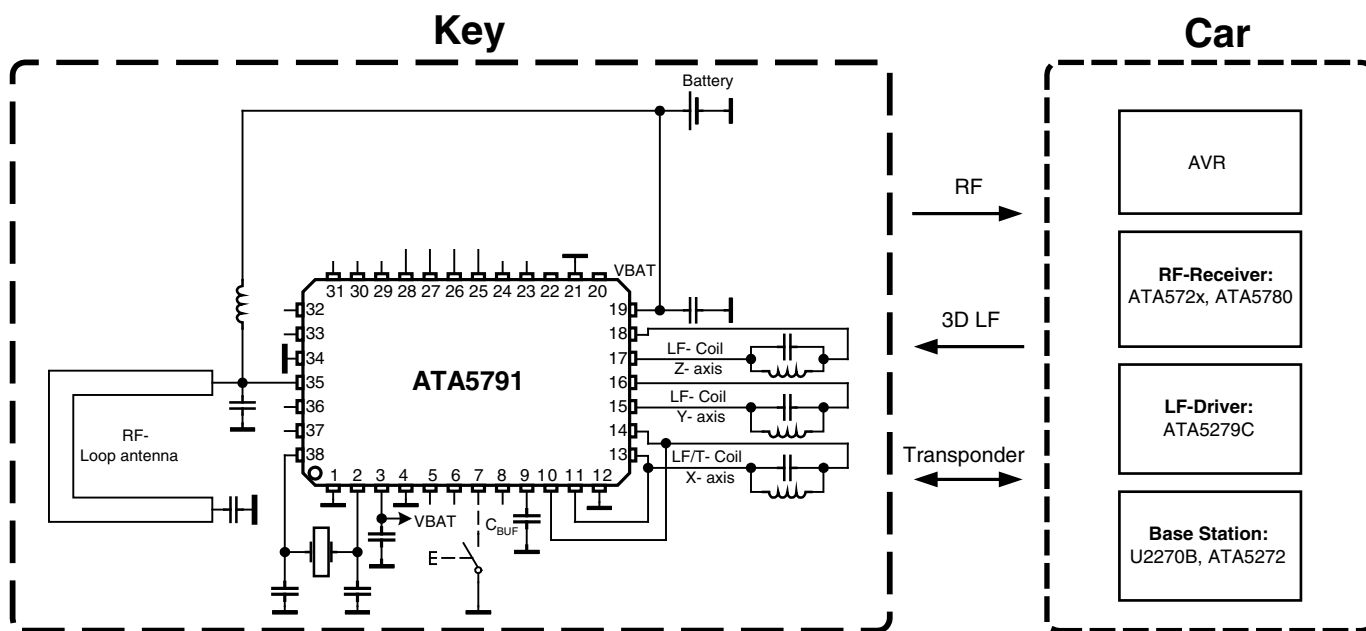 Key
Car
Battery
AVR
RF
VBAT
31 30 29 28 27 26 25 24 23 22 21 20
RF-Receiver:
ATA572x, ATA5780
32
33
34
35
36
37
38
19
18
17
16
15
14
13
3D LF
LF- Coil
Z- axis
ATA5791
LF- Coil
Y- axis
LF-Driver:
ATA5279C
RF-
Loop antenna
LF/T- Coil
X- axis
Transponder
1 2 3 4 5 6 7 8 9 10 11 12
VBAT
CBUF
E
Base Station:
U2270B, ATA5272